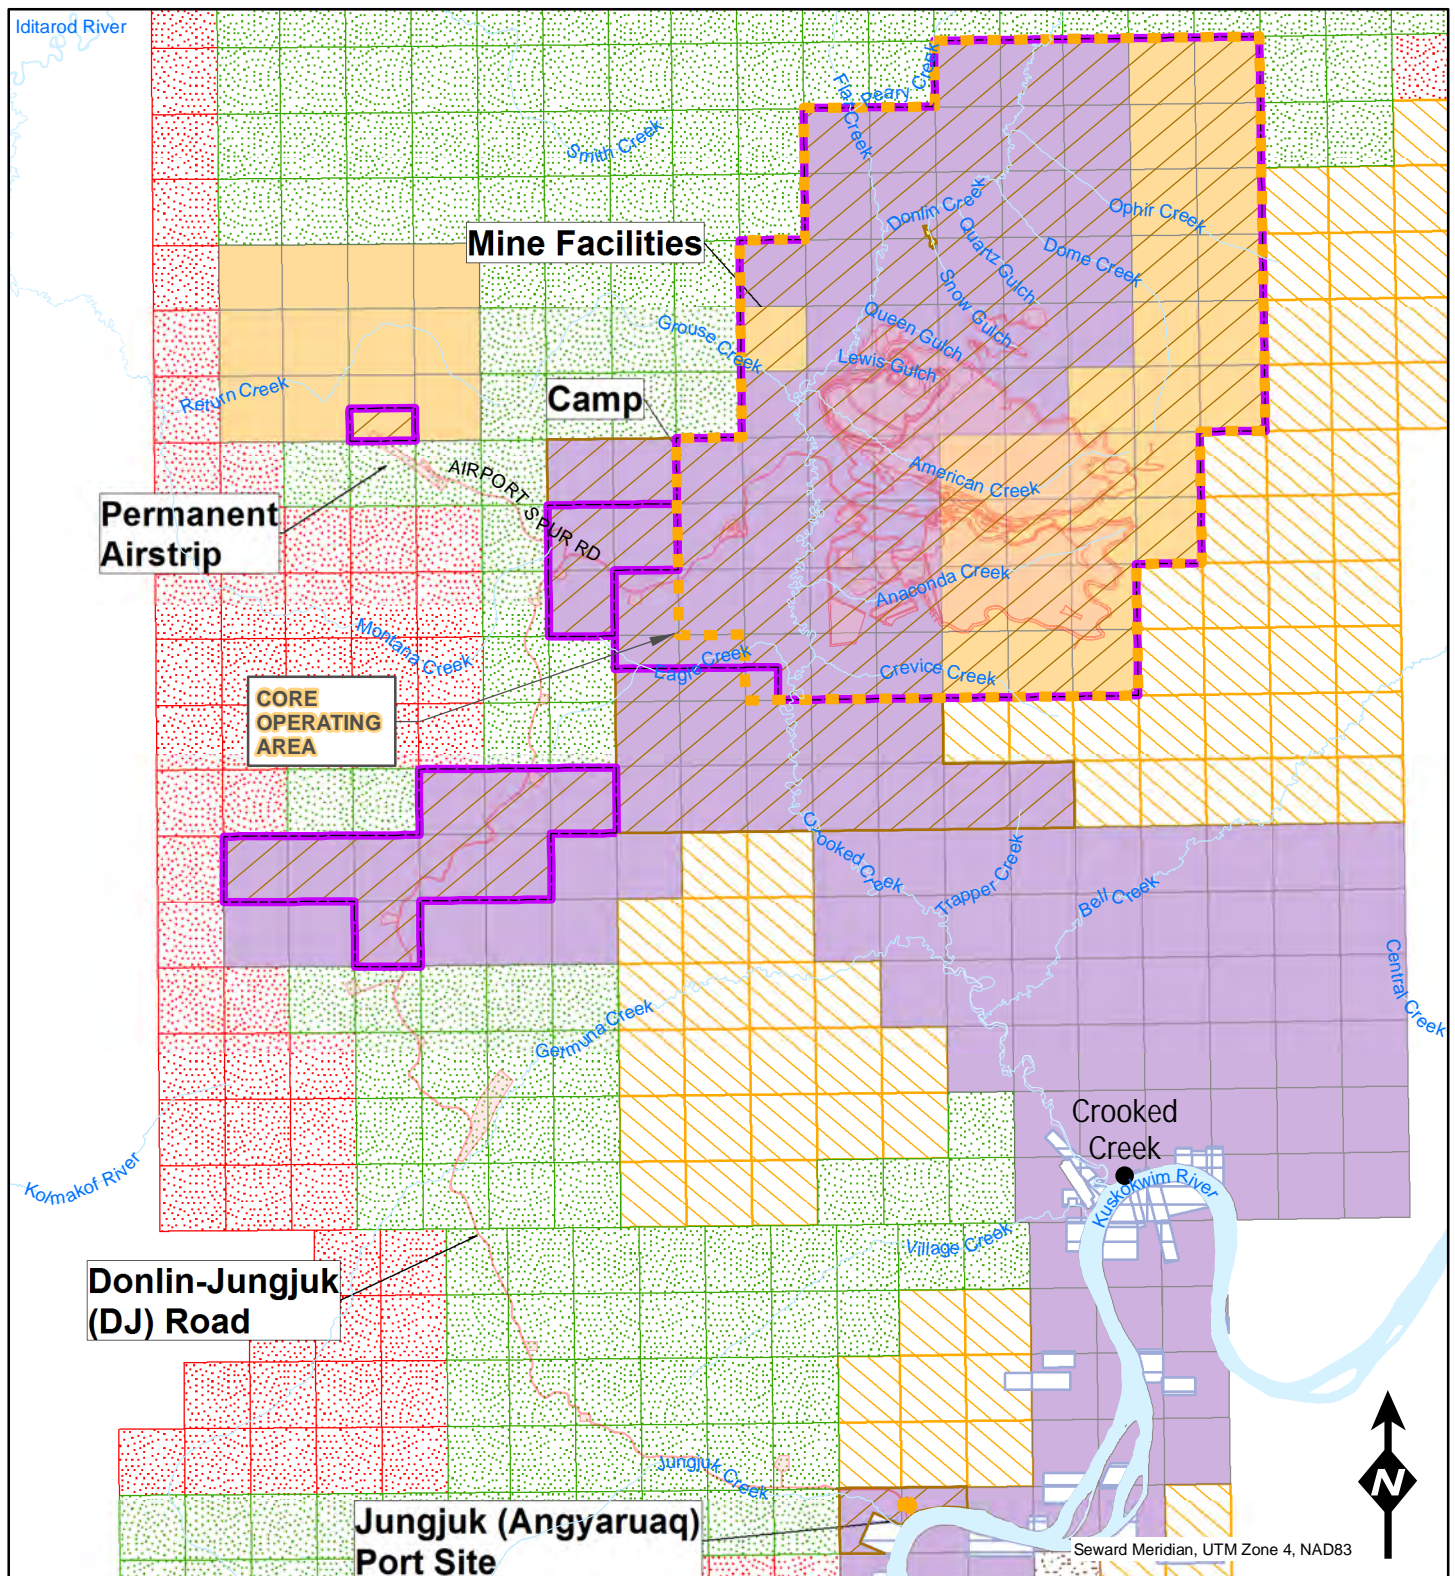 Iditarod River
Flat Creek
Peary Creek
Smith Creek
Donlin Creek
Ophir Creek
Mine Facilities
Quartz Gulch
Dome Creek
Snow Gulch
Queen Gulch
Grouse Creek
Lewis Gulch
Return Creek
Camp
AIRPORT SPUR RD
American Creek
Permanent
Airstrip
Anaconda Creek
Montana Creek
Eagle Creek
Crevice Creek
CORE
OPERATING
AREA
Crooked Creek
Trapper Creek
Bell Creek
Central Creek
Germuna Creek
Crooked
Creek
Kolmakof River
Kuskokwim River
Village Creek
Donlin-Jungjuk
(DJ) Road
Jungjuk Creek
N
Jungjuk (Angyaruaq)
Port Site
Seward Meridian, UTM Zone 4, NAD83